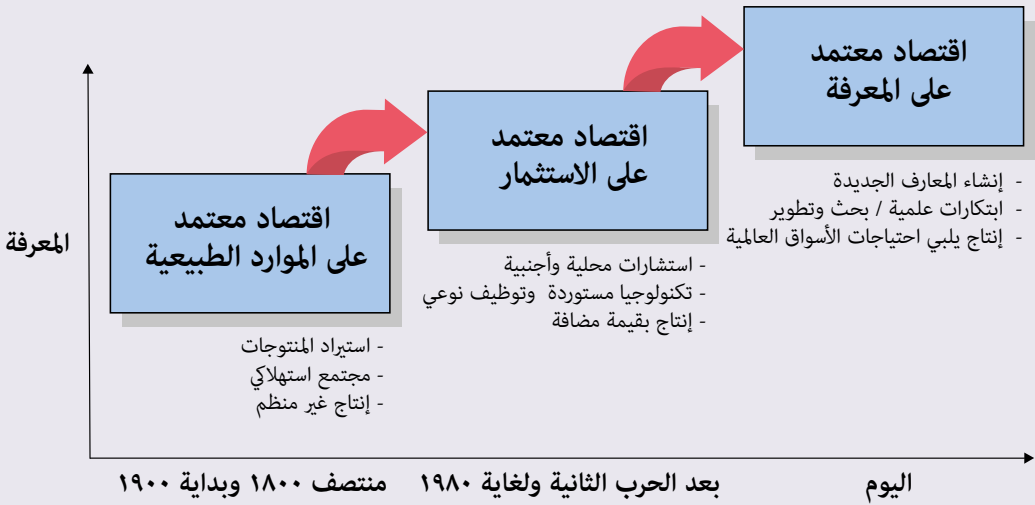 اقتصاد معتمد
على المعرفة
- إنشاء المعارف الجديدة
- ابتكارات علمية / بحث وتطوير
- إنتاج يلبي احتياجات الأسواق العالمية
اقتصاد معتمد
على الاستثمار
- استشارات محلية وأجنبية
- تكنولوجيا مستوردة وتوظيف نوعي
- إنتاج بقيمة مضافة
اقتصاد معتمد
على الموارد الطبيعية
- استيراد المنتوجات
- مجتمع استهلاكي
- إنتاج غير منظم
المعرفة
اليوم
بعد الحرب الثانية ولغاية ١٩٨٠
منتصف ١٨٠٠ وبداية ١٩٠٠